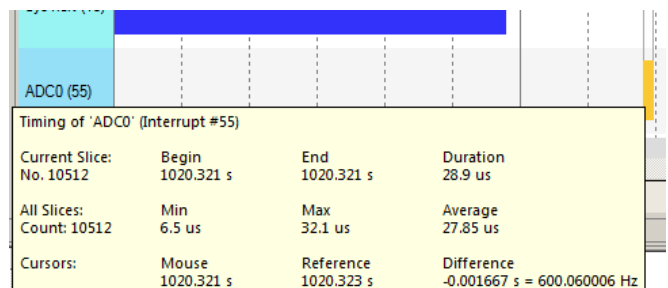 ADC0 (55)
Timing of 'ADC0' (Interrupt #55)
Current Slice: Begin End Duration
No. 10512 1020.321 s 1020.321 s 28.9 us
All Slices: Min Max Average
Count: 10512 6.5 us 32.1 us 27.85 us
Cursors: Mouse Reference Difference
1020.321 s 1020.323 s -0.001667 s = 600.060006 Hz